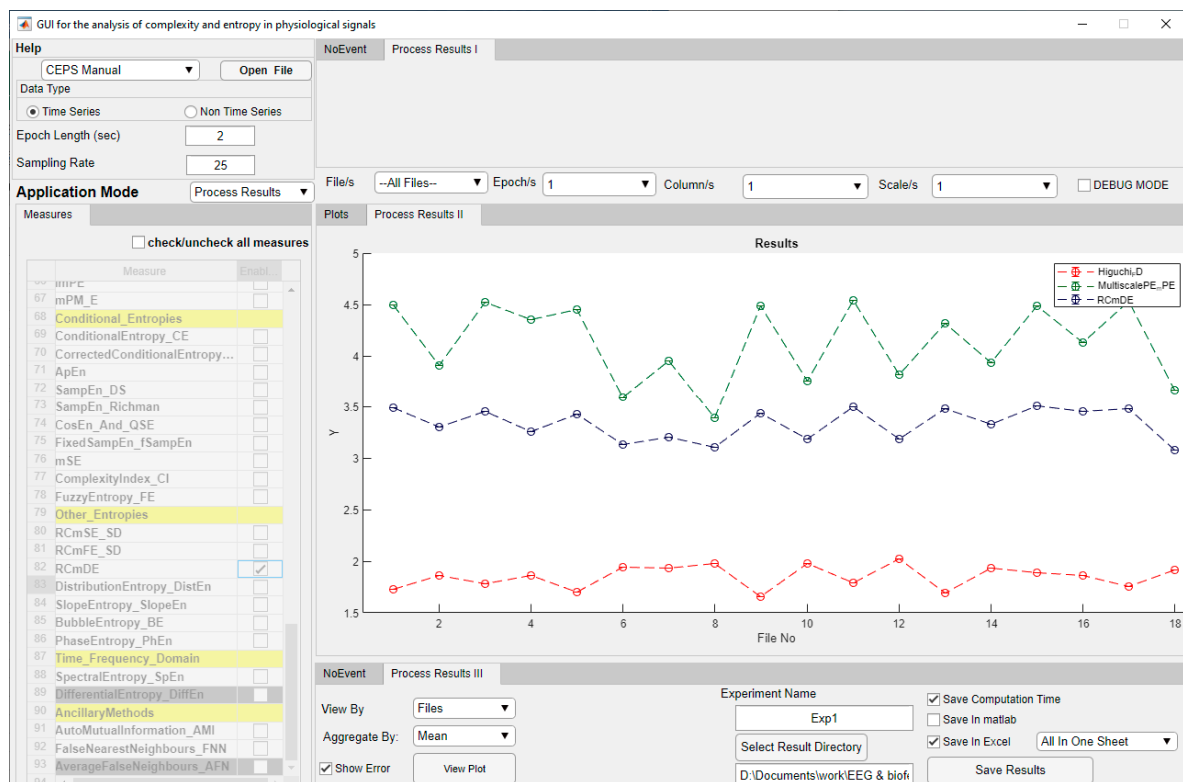 GUI for the analysis of complexity and entropy in physiological signals
Help
CEPS Manual
Open File
Data Type
Time Series
Non Time Series
Epoch Length (sec)
2
Sampling Rate
25
Application Mode
Process Results
Measures
check/uncheck all measures
Measure Enabl...
67 mPM_E
68 Conditional_Entropies
69 ConditionalEntropy_CE
70 CorrectedConditionalEntropy...
71 ApEn
72 SampEn_DS
73 SampEn_Richman
74 CosEn_And_QSE
75 FixedSampEn_fSampEn
76 mSE
77 ComplexityIndex_CI
78 FuzzyEntropy_FE
79 Other_Entropies
80 RCmSE_SD
81 RCmFE_SD
82 RCmDE
83 DistributionEntropy_DistEn
84 SlopeEntropy_SlopeEn
85 BubbleEntropy_BE
86 PhaseEntropy_PhEn
87 Time_Frequency_Domain
88 SpectralEntropy_SpEn
89 DifferentialEntropy_DiffEn
90 AncillaryMethods
91 AutoMutualInformation_AMI
92 FalseNearestNeighbours_FNN
93 AverageFalseNeighbours_AFN
NoEvent Process Results I
File/s --All Files-- Epoch/s 1 Column/s 1 Scale/s 1 DEBUG MODE
Plots Process Results II
Results
5
4.5
4
3.5
3
2.5
2
1.5
Y
2 4 6 8 10 12 14 16 18
File No
Higuchi_FD
MultiscalePE_mPE
RCmDE
NoEvent Process Results III
View By Files
Aggregate By: Mean
Show Error View Plot
Experiment Name
Exp1
Select Result Directory
D:\Documents\work\EEG & biofe
Save Computation Time
Save In matlab
Save In Excel All In One Sheet
Save Results